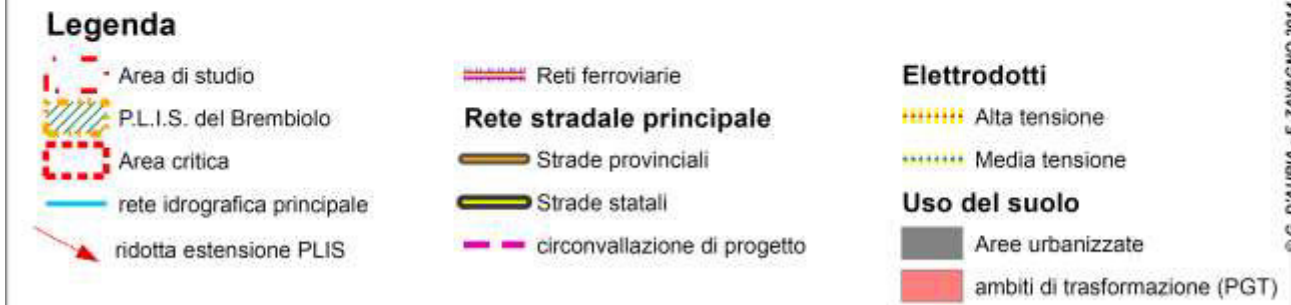 Legenda
Area di studio
P.L.I.S. del Brembiolo
Area critica
rete idrografica principale
ridotta estensione PLIS
Reti ferroviarie
Rete stradale principale
Strade provinciali
Strade statali
circonvallazione di progetto
Elettrodotti
Alta tensione
Media tensione
Uso del suolo
Aree urbanizzate
ambiti di trasformazione (PGT)